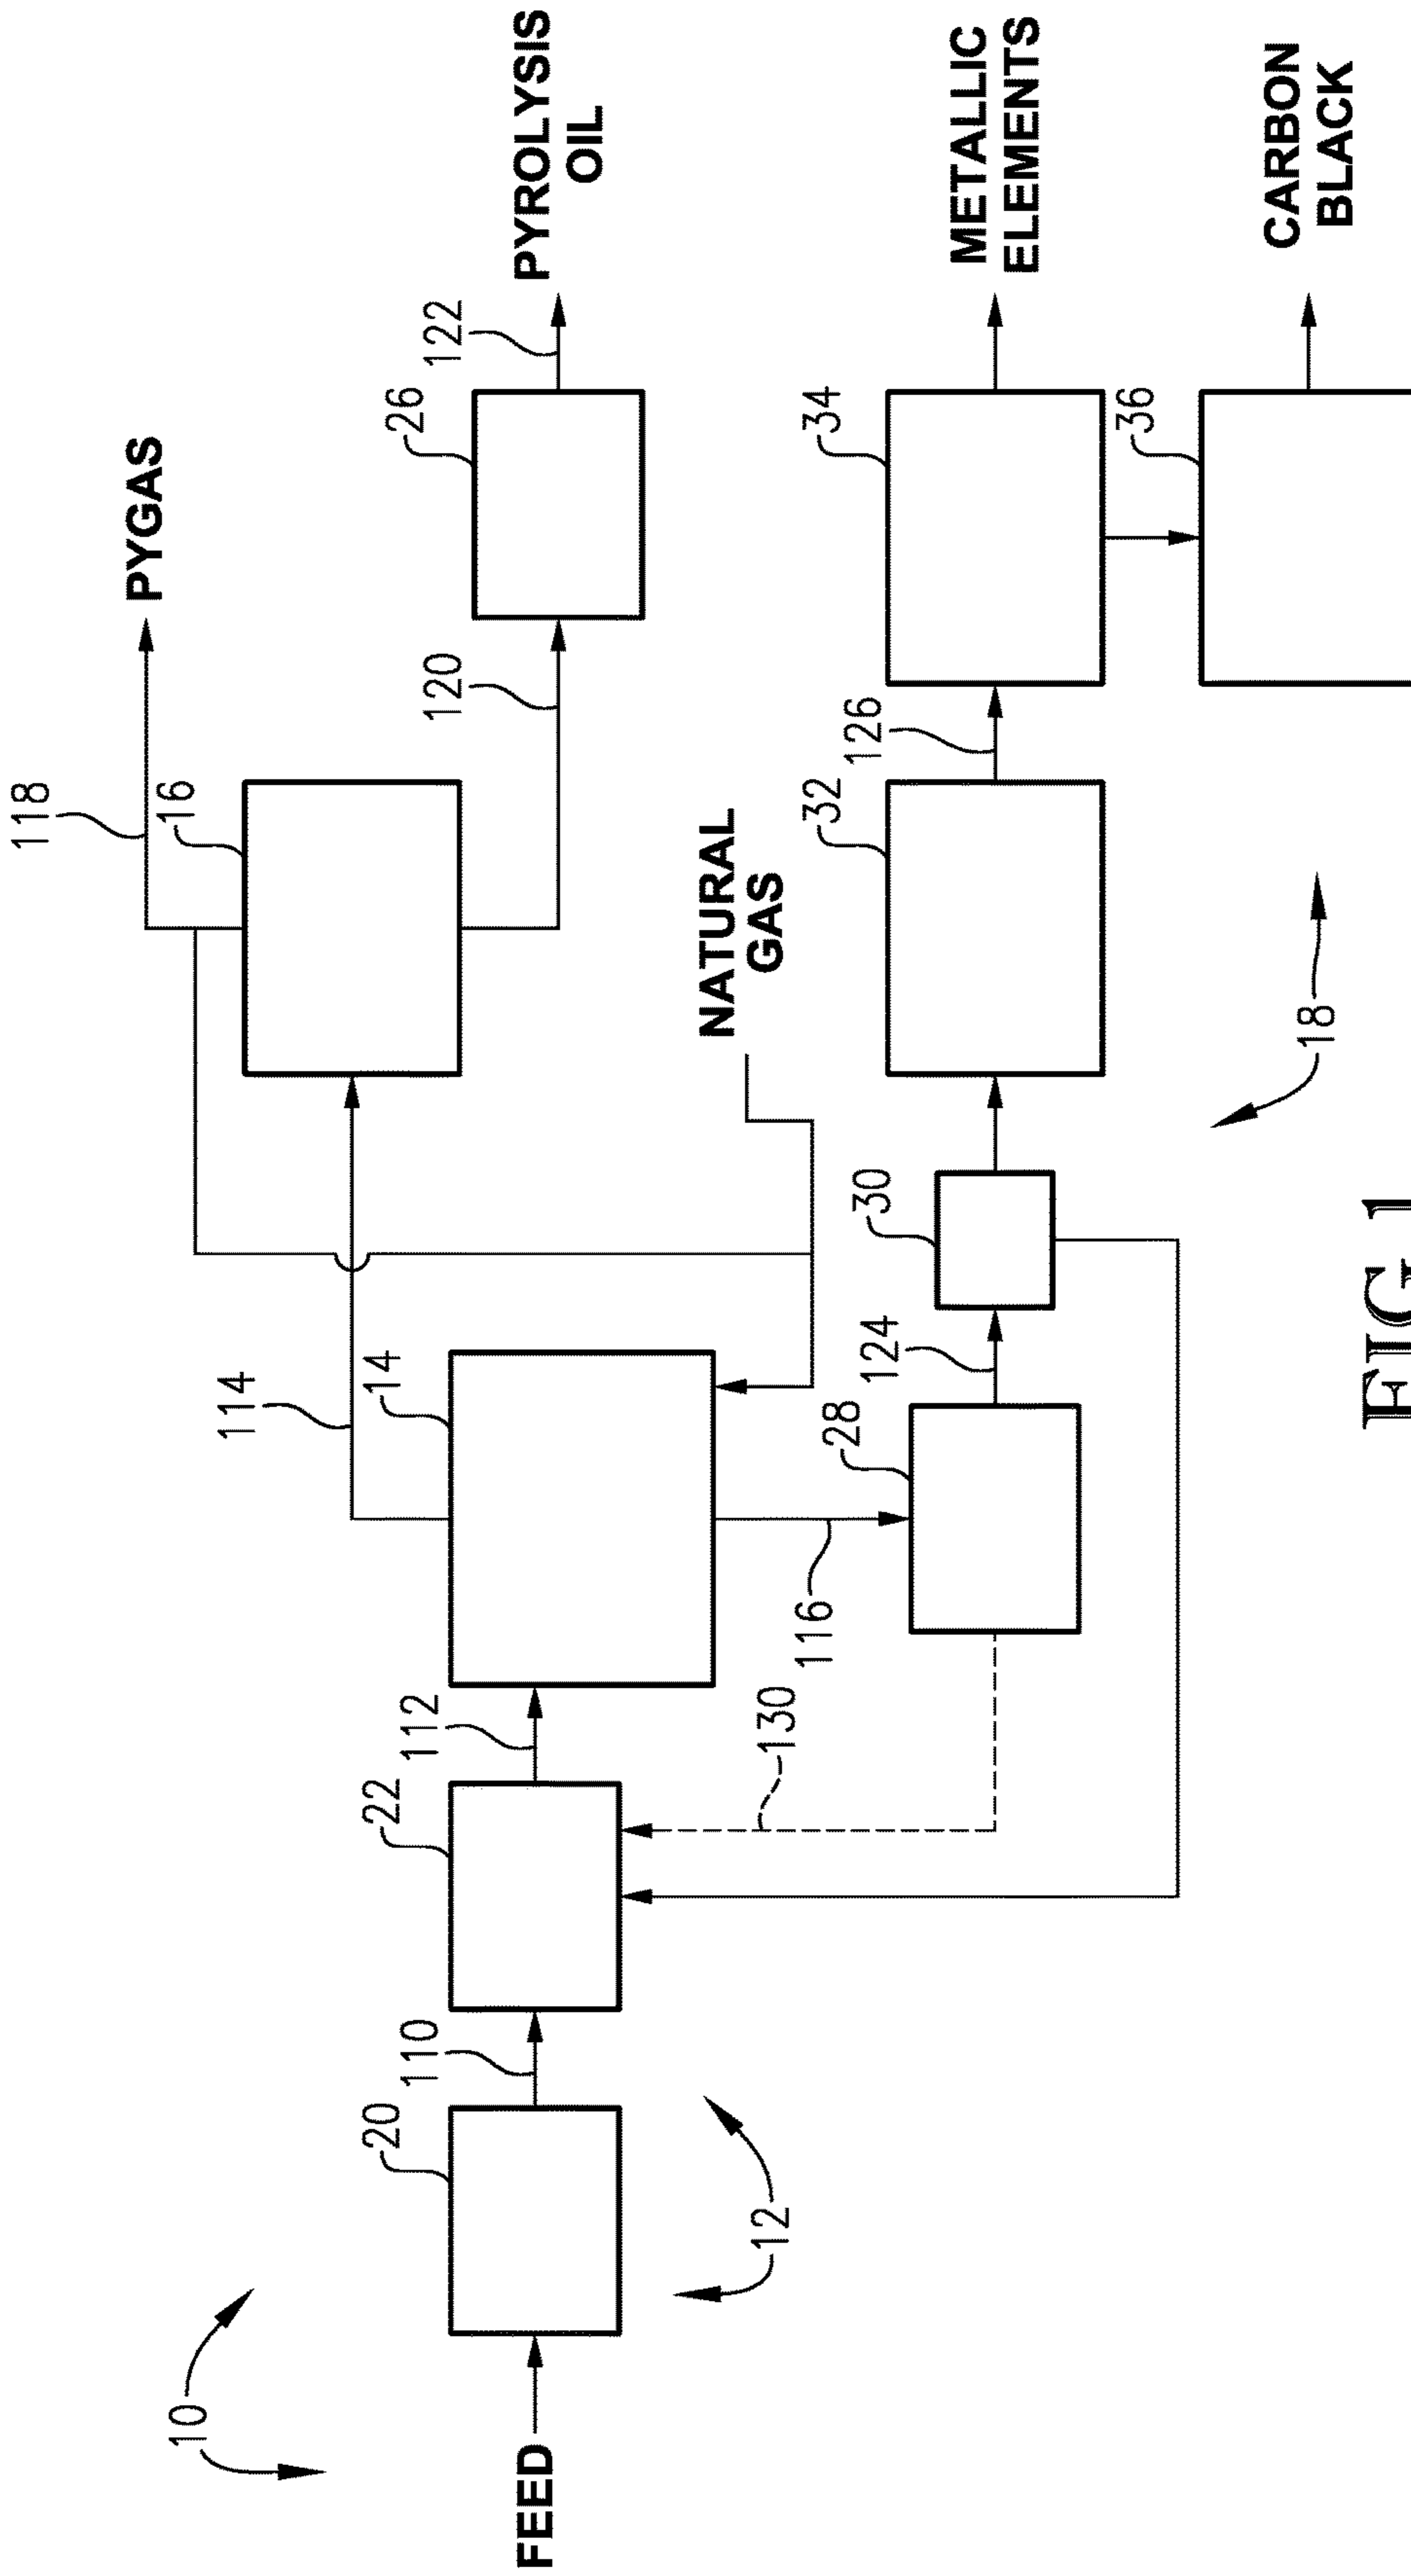 10
118
PYGAS
114
16
120
26
122
PYROLYSIS
OIL
FEED
20
110
22
112
14
NATURAL
GAS
12
130
116
28
124
30
32
126
34
METALLIC
ELEMENTS
18
36
CARBON
BLACK
FIG 1